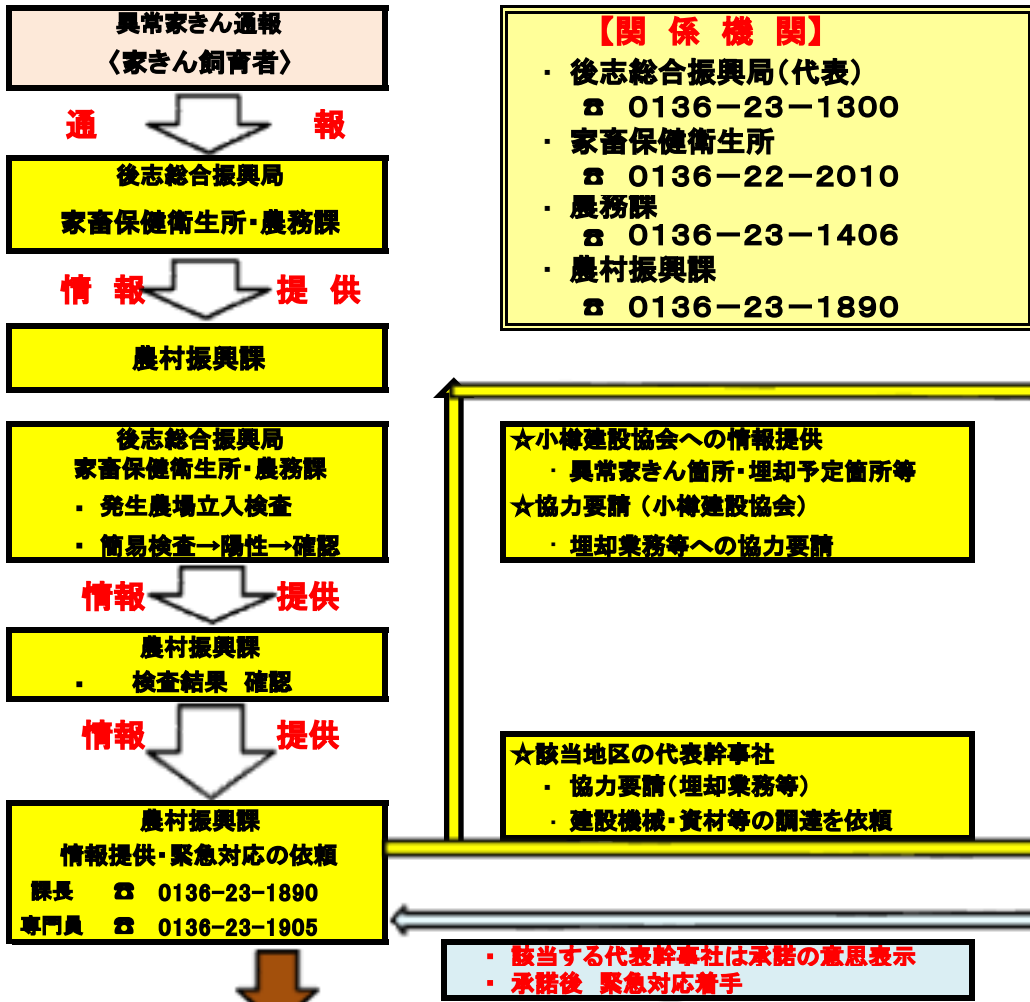 異常家きん通報
〈家きん飼育者〉
通 報
後志総合振興局
家畜保健衛生所・農務課
情 報 提 供
農村振興課
後志総合振興局
家畜保健衛生所・農務課
・ 発生農場立入検査
・ 簡易検査→陽性→確認
情報 提供
農村振興課
・ 検査結果 確認
情報 提供
農村振興課
情報提供・緊急対応の依頼
課長 ☎ 0136-23-1890
専門員 ☎ 0136-23-1905
【関 係 機 関】
・ 後志総合振興局(代表)
☎ 0136－23－1300
・ 家畜保健衛生所
☎ 0136－22－2010
・ 農務課
☎ 0136－23－1406
・ 農村振興課
☎ 0136－23－1890
☆小樽建設協会への情報提供
・ 異常家きん箇所・埋却予定箇所等
☆協力要請（小樽建設協会）
・ 埋却業務等への協力要請
☆該当地区の代表幹事社
・ 協力要請(埋却業務等)
・ 建設機械・資材等の調達を依頼
・ 該当する代表幹事社は承諾の意思表示
・ 承諾後 緊急対応着手